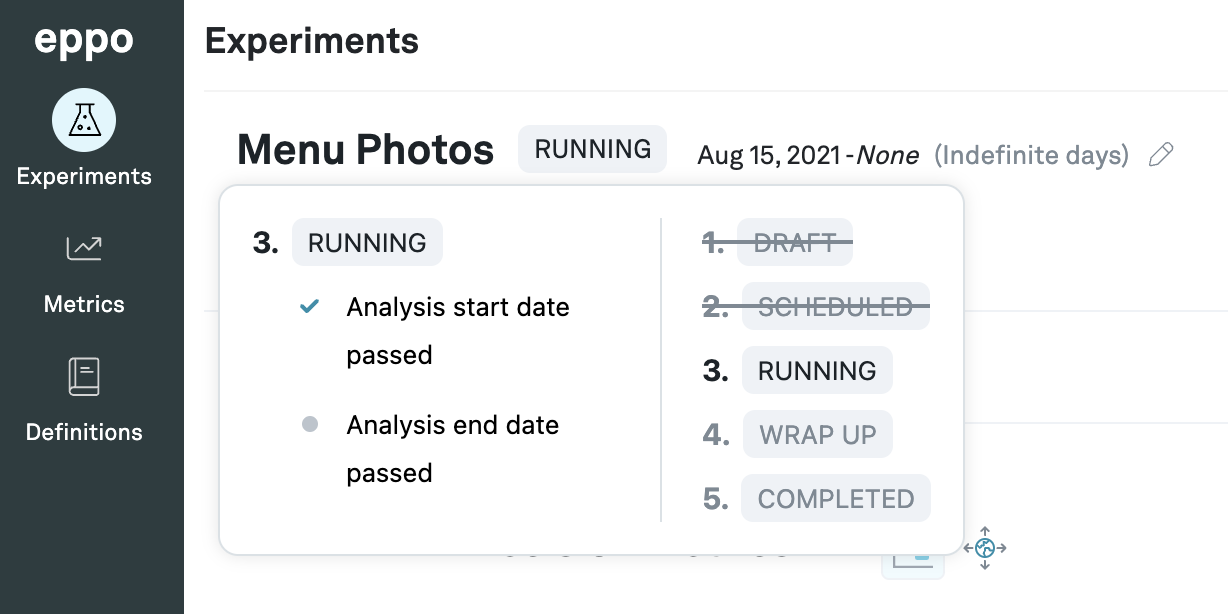 eppo
Experiments
Metrics
Definitions
Experiments
Menu Photos RUNNING Aug 15, 2021 - None (Indefinite days)
3. RUNNING
Analysis start date
passed
Analysis end date
passed
1. DRAFT
2. SCHEDULED
3. RUNNING
4. WRAP UP
5. COMPLETED